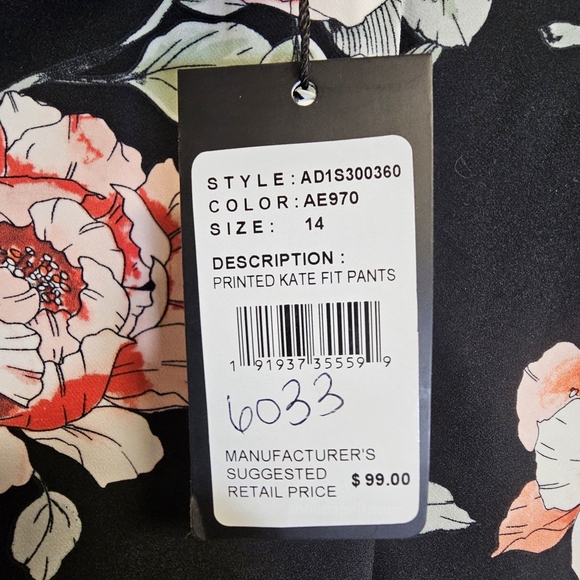 STYLE: AD1S300360
COLOR: AE970
SIZE: 14
DESCRIPTION :
PRINTED KATE FIT PANTS
1 91937 35559 9
6033
MANUFACTURER'S
SUGGESTED
RETAIL PRICE $99.00